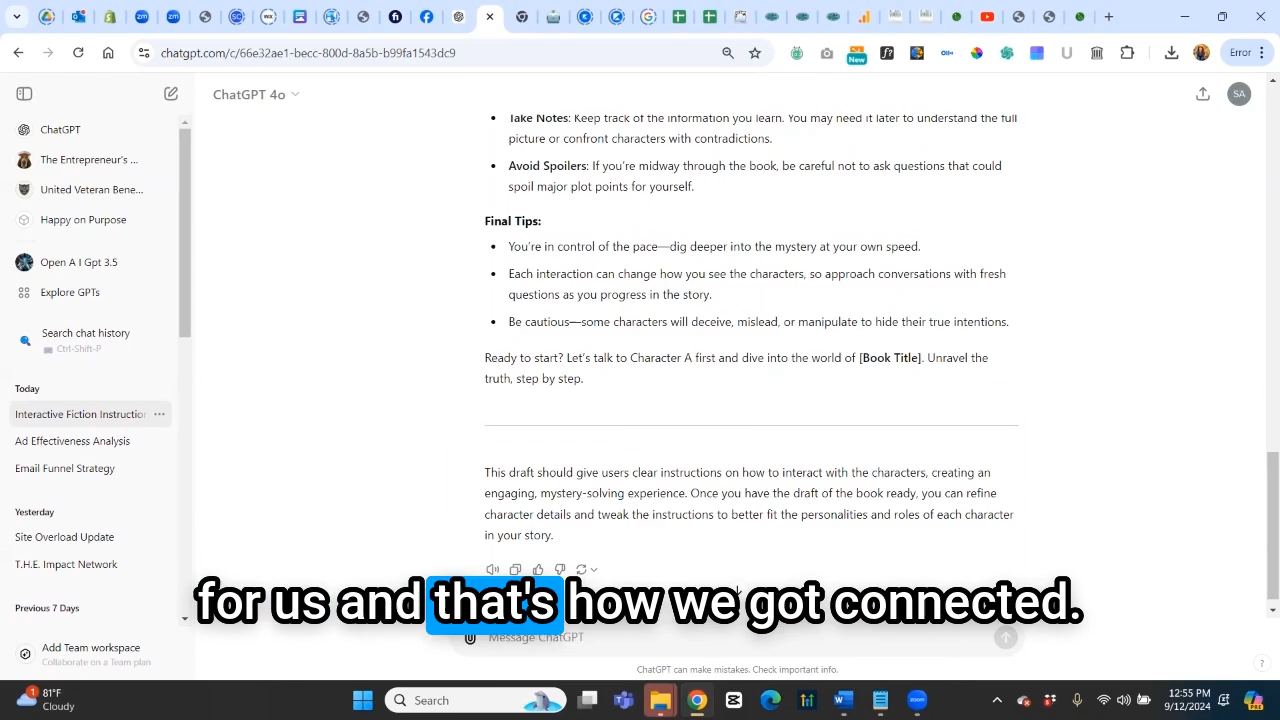 chatgpt.com/c/66e32ae1-becc-800d-8a5b-b99fa1543dc9
New
Error
ChatGPT 4o
SA
ChatGPT
The Entrepreneur's ...
United Veteran Bene...
Happy on Purpose
Open A I Gpt 3.5
Explore GPTs
Search chat history
Ctrl-Shift-P
Today
Interactive Fiction Instruction
Ad Effectiveness Analysis
Email Funnel Strategy
Yesterday
Site Overload Update
T.H.E. Impact Network
Previous 7 Days
Add Team workspace
Collaborate on a Team plan
Take Notes: Keep track of the information you learn. You may need it later to understand the full
picture or confront characters with contradictions.
Avoid Spoilers: If you're midway through the book, be careful not to ask questions that could
spoil major plot points for yourself.
Final Tips:
You're in control of the pace—dig deeper into the mystery at your own speed.
Each interaction can change how you see the characters, so approach conversations with fresh
questions as you progress in the story.
Be cautious—some characters will deceive, mislead, or manipulate to hide their true intentions.
Ready to start? Let's talk to Character A first and dive into the world of [Book Title]. Unravel the
truth, step by step.
This draft should give users clear instructions on how to interact with the characters, creating an
engaging, mystery-solving experience. Once you have the draft of the book ready, you can refine
character details and tweak the instructions to better fit the personalities and roles of each character
in your story.
for us and that's how we got connected.
Message ChatGPT
ChatGPT can make mistakes. Check important info.
?
1
81°F
Cloudy
Search
12:55 PM
9/12/2024